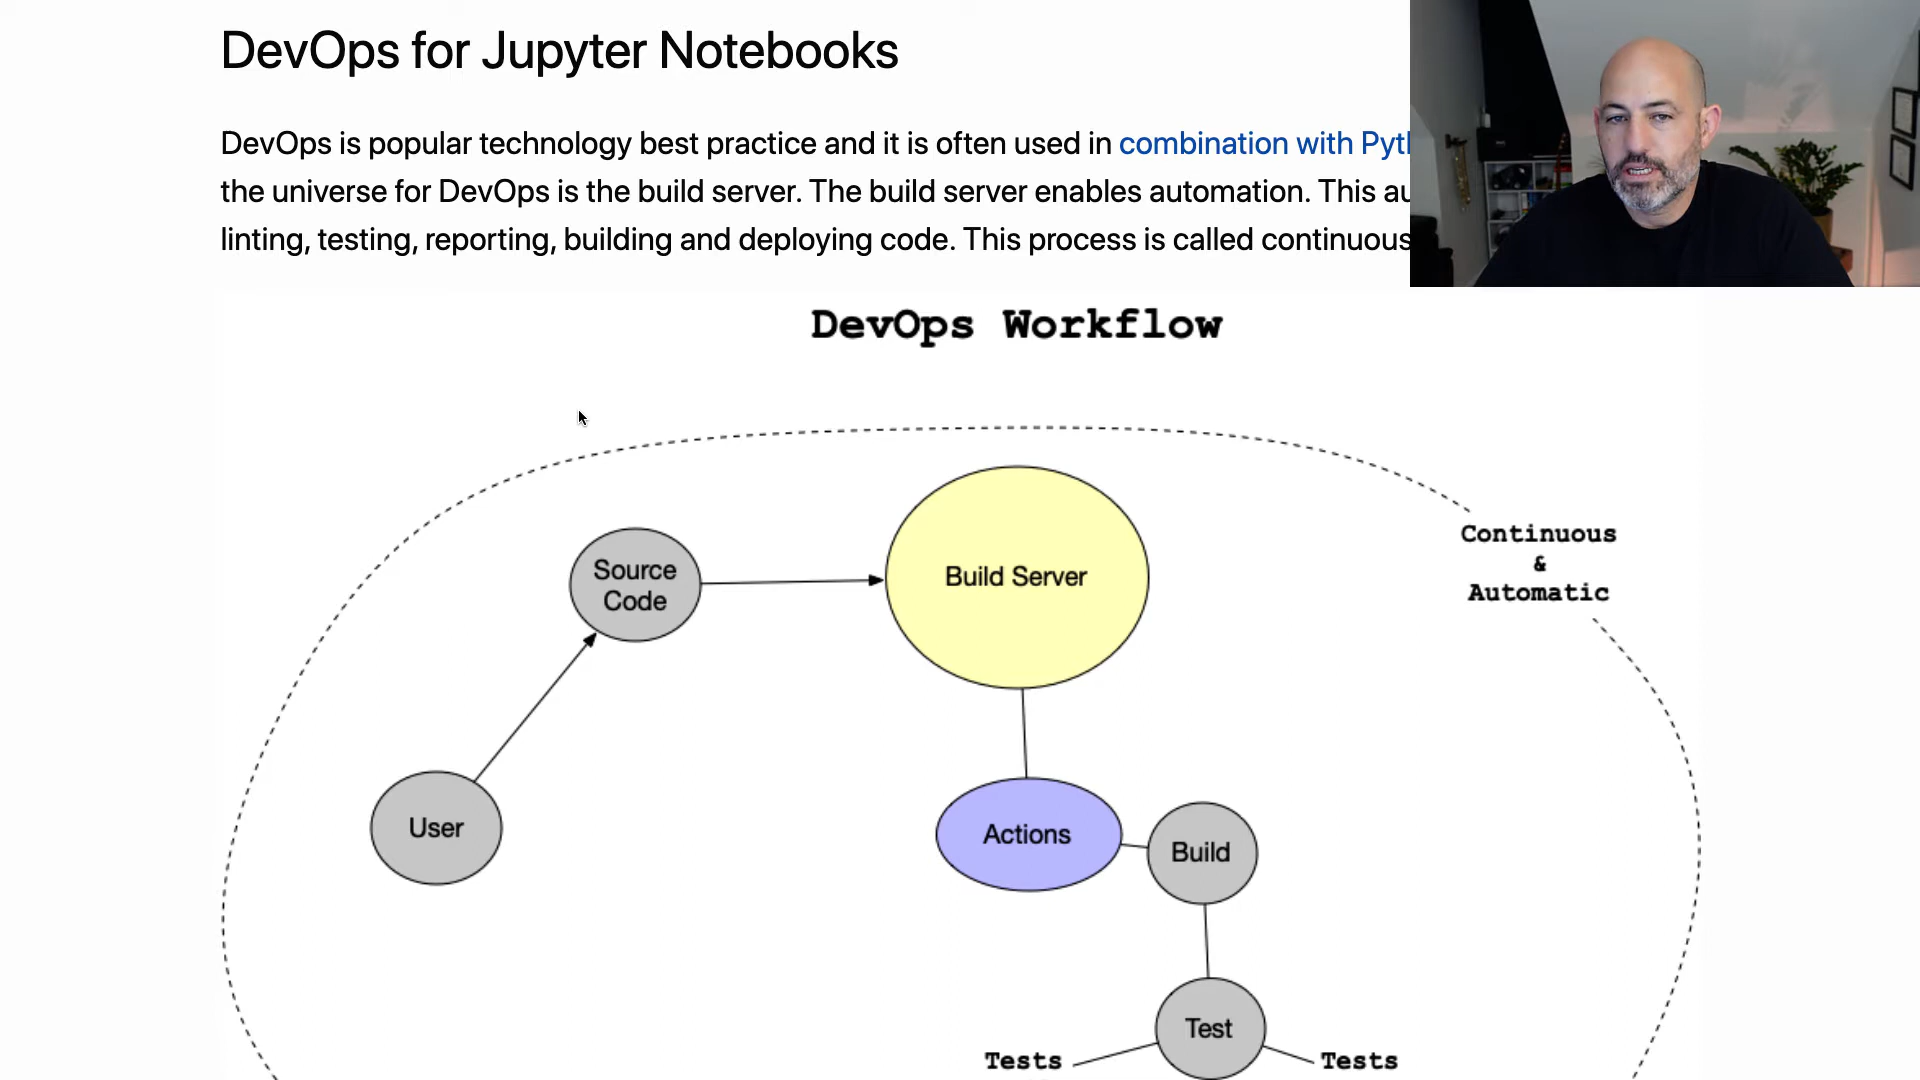 DevOps for Jupyter Notebooks
DevOps is popular technology best practice and it is often used in combination with
the universe for DevOps is the build server. The build server enables automation. This
linting, testing, reporting, building and deploying code. This process is called continuous
DevOps Workflow
Continuous
&
Automatic
Source
Code
Build Server
User
Actions
Build
Test
Tests
Tests